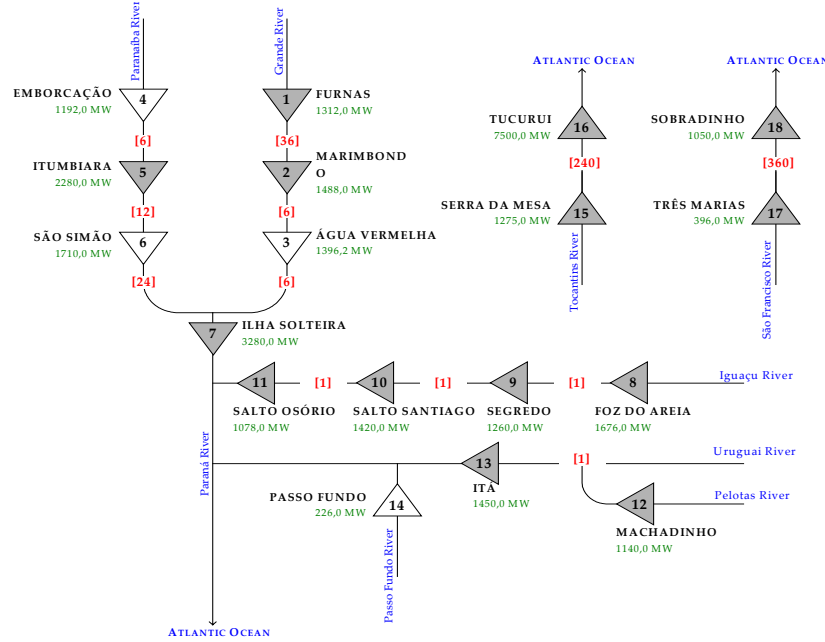 Paranaíba River
Grande River
ATLANTIC OCEAN
ATLANTIC OCEAN
EMBORCAÇÃO
1192,0 MW
4
1
FURNAS
1312,0 MW
TUCURUI
7500,0 MW
16
SOBRADINHO
1050,0 MW
18
[6]
[36]
[240]
[360]
ITUMBIARA
2280,0 MW
5
2
MARIMBOND
O
1488,0 MW
SERRA DA MESA
1275,0 MW
15
TRÊS MARIAS
396,0 MW
17
[12]
[6]
SÃO SIMÃO
1710,0 MW
6
3
ÁGUA VERMELHA
1396,2 MW
Tocantins River
São Francisco River
[24]
[6]
7
ILHA SOLTEIRA
3280,0 MW
11
[1]
10
[1]
9
[1]
8
Iguaçu River
SALTO OSÓRIO
1078,0 MW
SALTO SANTIAGO
1420,0 MW
SEGREDO
1260,0 MW
FOZ DO AREIA
1676,0 MW
Paraná River
13
[1]
Uruguai River
ITÁ
1450,0 MW
PASSO FUNDO
226,0 MW
14
12
Pelotas River
MACHADINHO
1140,0 MW
Passo Fundo River
ATLANTIC OCEAN